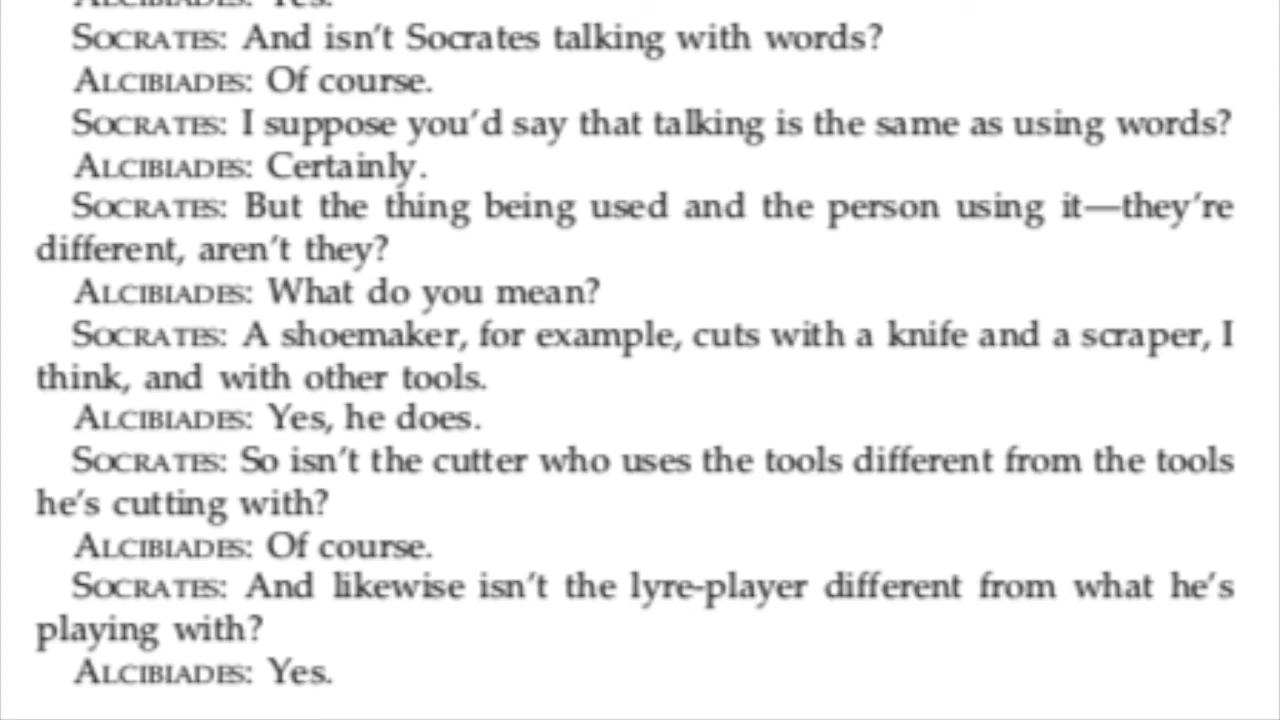 ALCIBIADES: Yes.
SOCRATES: And isn't Socrates talking with words?
ALCIBIADES: Of course.
SOCRATES: I suppose you'd say that talking is the same as using words?
ALCIBIADES: Certainly.
SOCRATES: But the thing being used and the person using it—they're
different, aren't they?
ALCIBIADES: What do you mean?
SOCRATES: A shoemaker, for example, cuts with a knife and a scraper, I
think, and with other tools.
ALCIBIADES: Yes, he does.
SOCRATES: So isn't the cutter who uses the tools different from the tools
he's cutting with?
ALCIBIADES: Of course.
SOCRATES: And likewise isn't the lyre-player different from what he's
playing with?
ALCIBIADES: Yes.